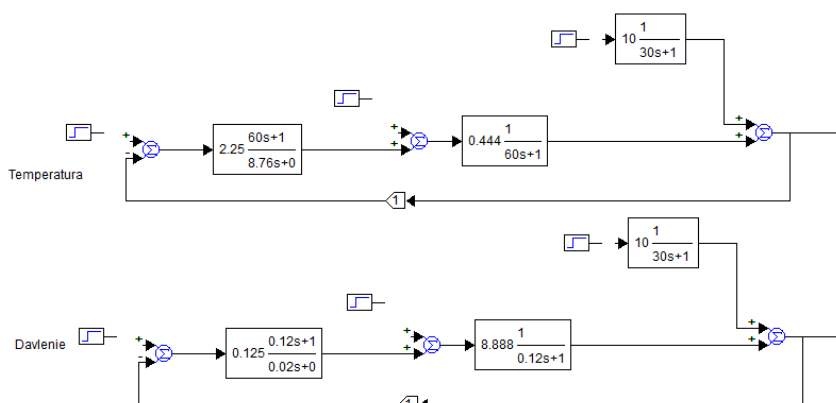 10 1
30s+1
+
+
+
-
Σ
2.25 60s+1
8.76s+0
+
+
Σ
0.444 1
60s+1
Σ
Temperatura
1
10 1
30s+1
+
+
+
-
Σ
Davlenie
0.125 0.12s+1
0.02s+0
+
+
Σ
8.888 1
0.12s+1
Σ
1